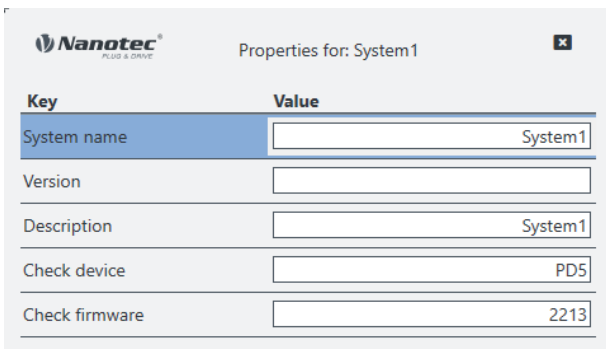 Nanotec®
PLUG & DRIVE
Properties for: System1
Key Value
System name System1
Version
Description System1
Check device PD5
Check firmware 2213